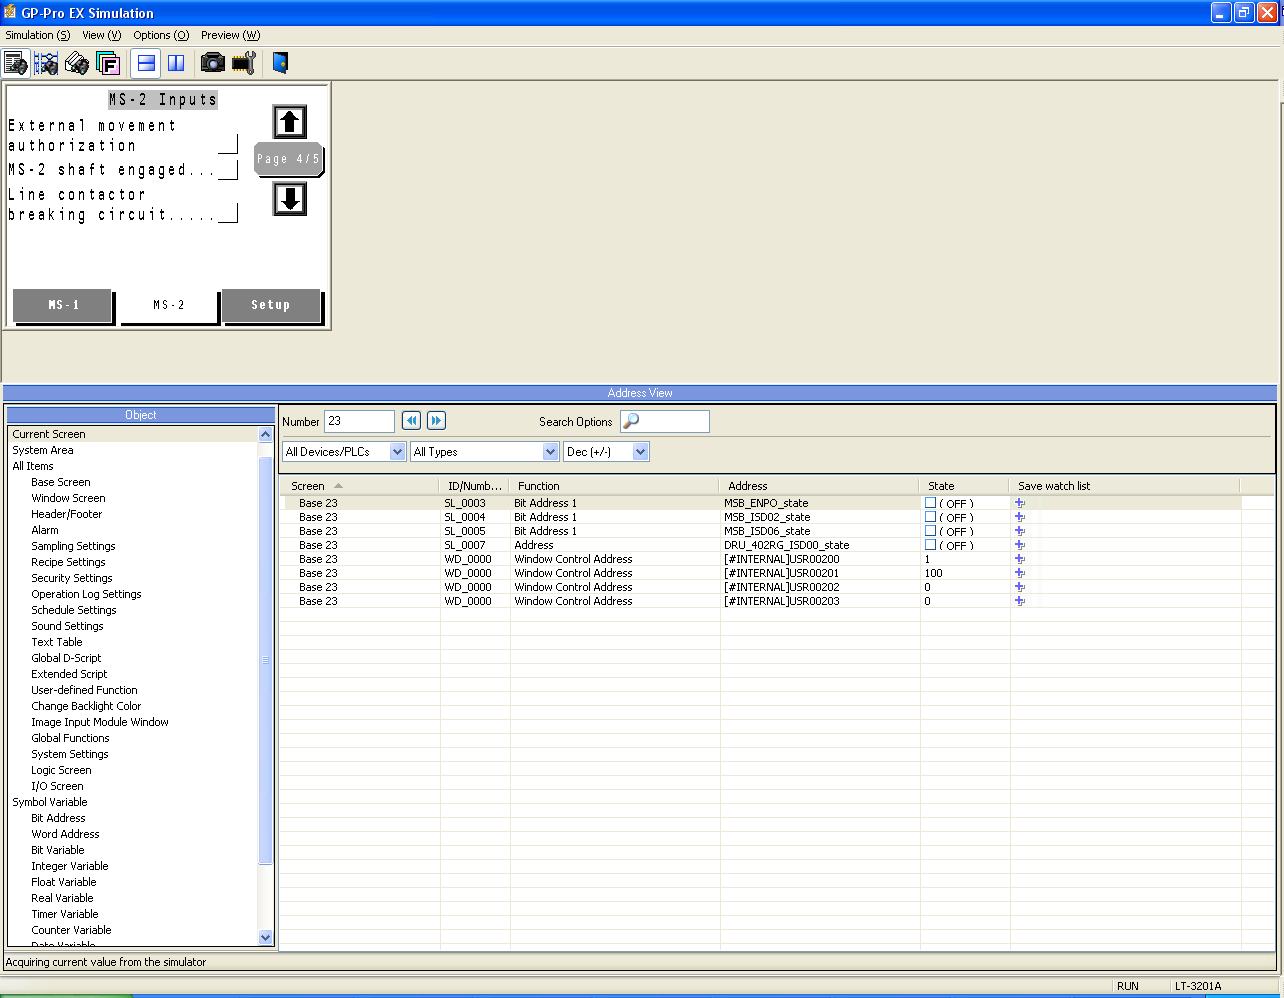 GP-Pro EX Simulation
Simulation (S) View (V) Options (O) Preview (W)
MS-2 Inputs
External movement
authorization
MS-2 shaft engaged...
Line contactor
breaking circuit.....
Page 4/5
MS-1 MS-2 Setup
Address View
Object
Current Screen
System Area
All Items
Base Screen
Window Screen
Header/Footer
Alarm
Sampling Settings
Recipe Settings
Security Settings
Operation Log Settings
Schedule Settings
Sound Settings
Text Table
Global D-Script
Extended Script
User-defined Function
Change Backlight Color
Image Input Module Window
Global Functions
System Settings
Logic Screen
I/O Screen
Symbol Variable
Bit Address
Word Address
Bit Variable
Integer Variable
Float Variable
Real Variable
Timer Variable
Counter Variable
Date Variable
Number 23 Search Options
All Devices/PLCs All Types Dec (+/-)
Screen ID/Numb... Function Address State Save watch list
Base 23 SL_0003 Bit Address 1 MSB_ENPO_state ( OFF )
Base 23 SL_0004 Bit Address 1 MSB_ISD02_state ( OFF )
Base 23 SL_0005 Bit Address 1 MSB_ISD06_state ( OFF )
Base 23 SL_0007 Address DRU_402RG_ISD00_state ( OFF )
Base 23 WD_0000 Window Control Address [#INTERNAL]USR00200 1
Base 23 WD_0000 Window Control Address [#INTERNAL]USR00201 100
Base 23 WD_0000 Window Control Address [#INTERNAL]USR00202 0
Base 23 WD_0000 Window Control Address [#INTERNAL]USR00203 0
Acquiring current value from the simulator
RUN LT-3201A